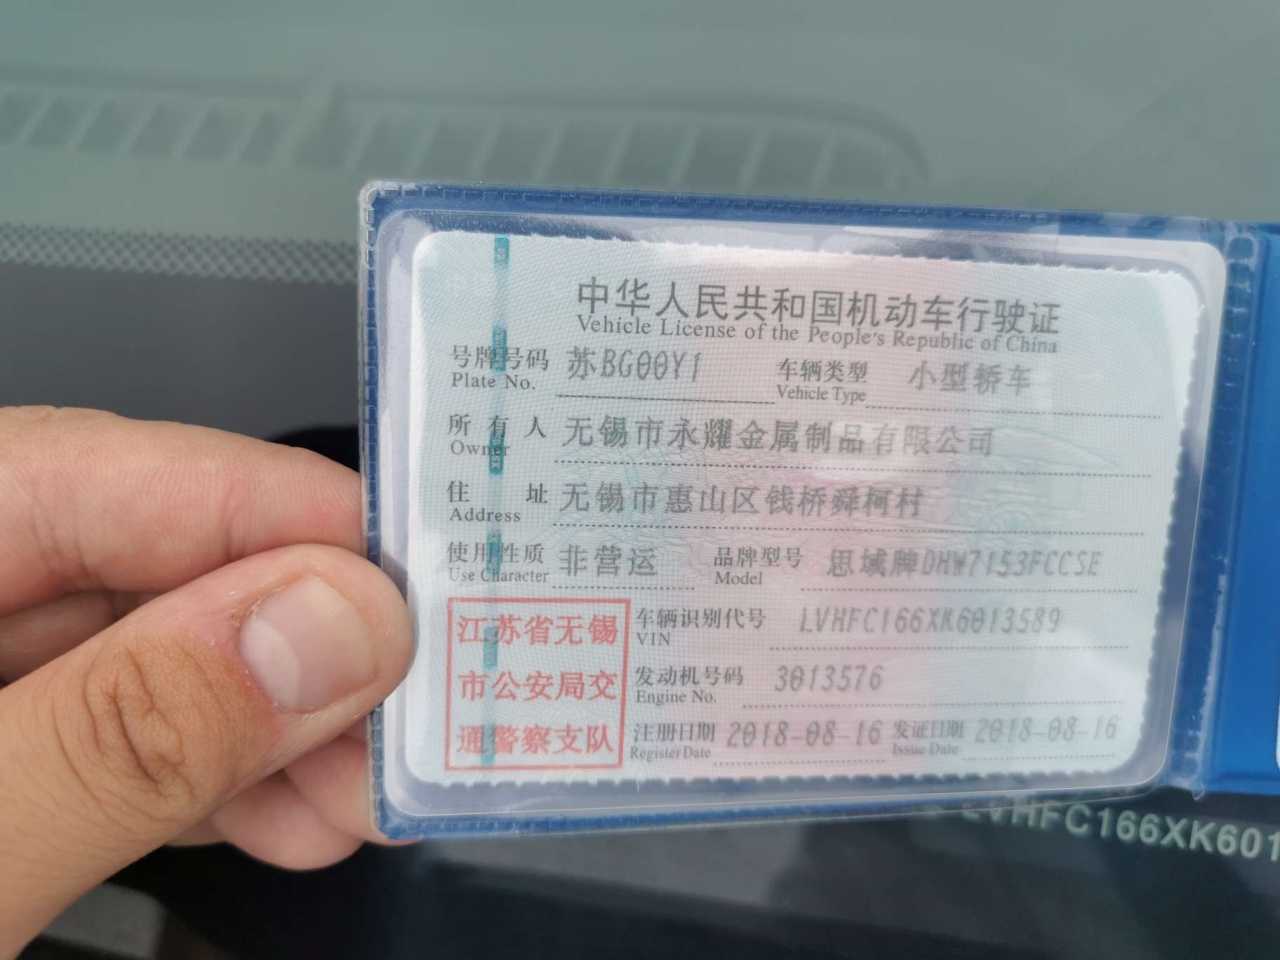 中华人民共和国机动车行驶证
Vehicle License of the People's Republic of China
号牌号码 苏BG00Y1 车辆类型 小型轿车
Plate No. Vehicle Type
所有人 无锡市永耀金属制品有限公司
Owner
住址 无锡市惠山区钱桥舜柯村
Address
使用性质 非营运 品牌型号 思域牌DHW7153FCCSE
Use Character Model
江苏省无锡
市公安局交
通警察支队
车辆识别代号 LVHFC166XK6013589
VIN
发动机号码 3013576
Engine No.
注册日期 2018-08-16 发证日期 2018-08-16
Register Date Issue Date
LVHFC166XK601